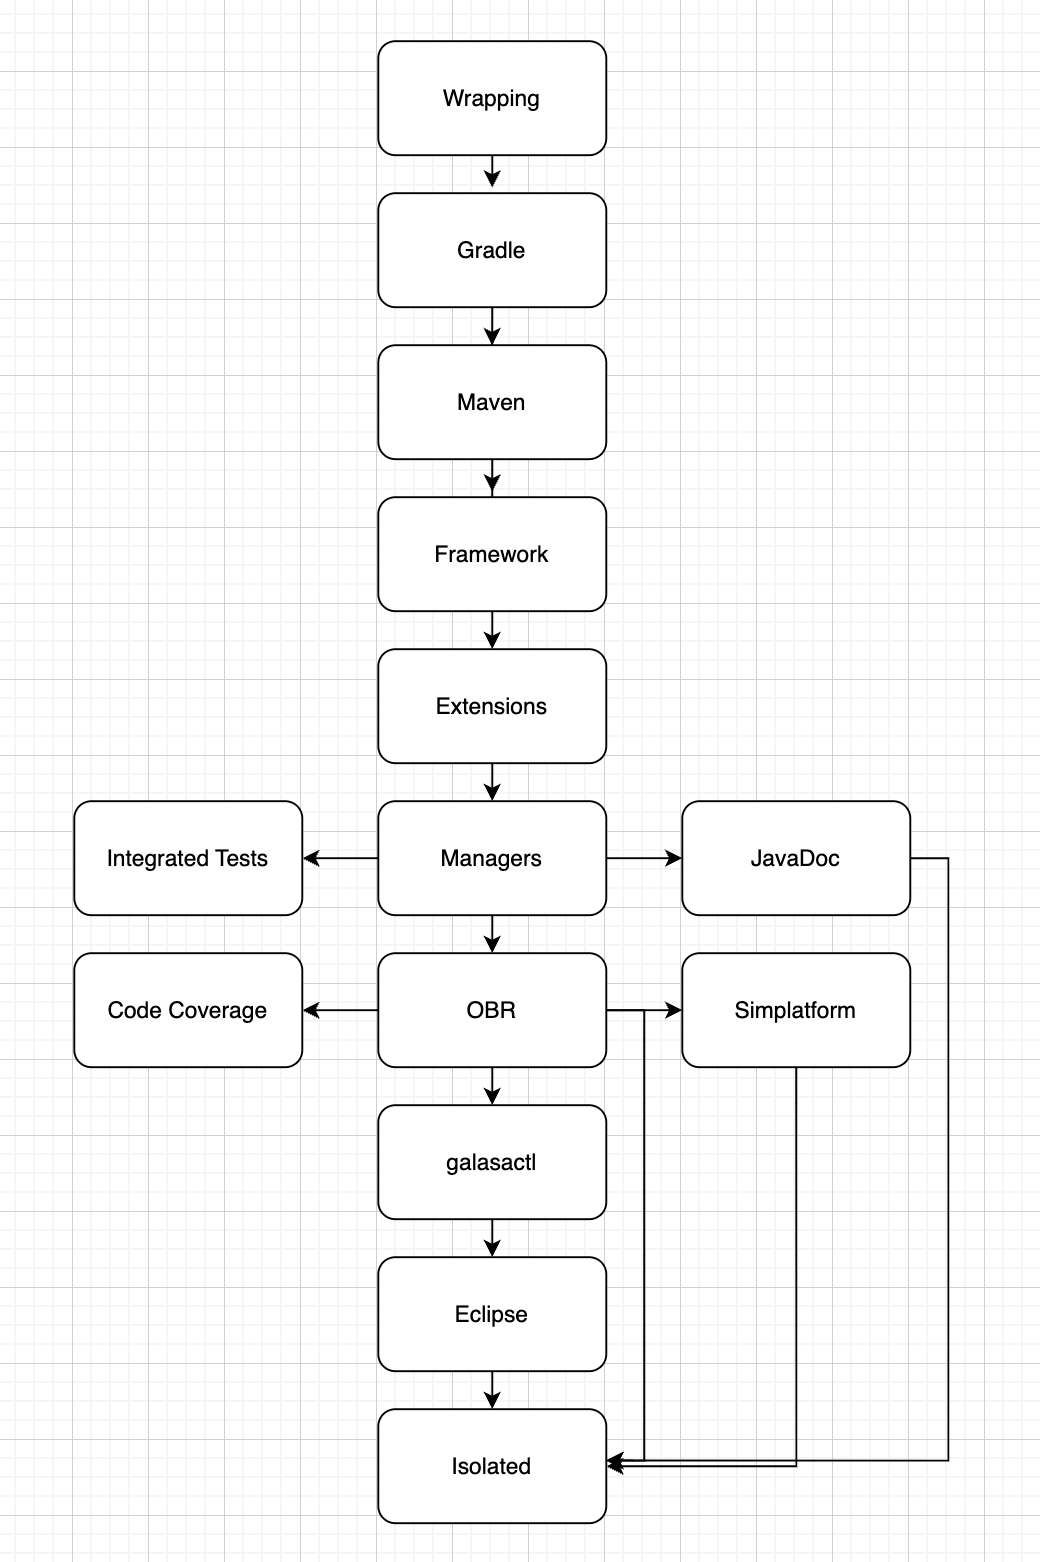 Wrapping
Gradle
Maven
Framework
Extensions
Integrated Tests
Managers
JavaDoc
Code Coverage
OBR
Simplatform
galasactl
Eclipse
Isolated